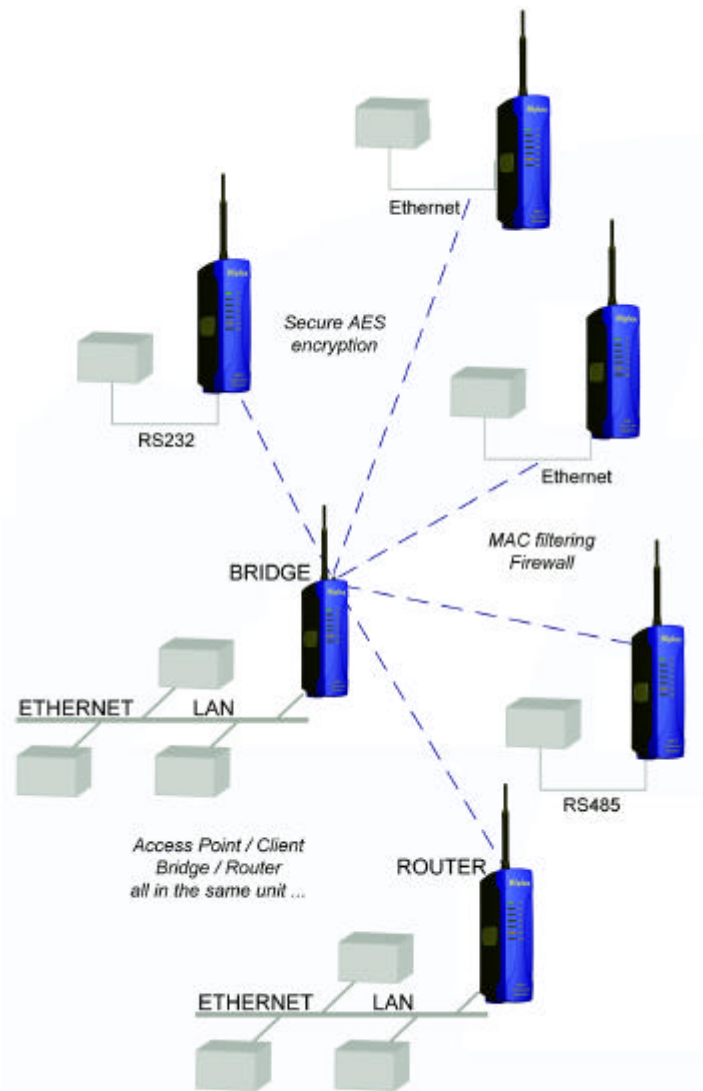 Ethernet
Secure AES
encryption
RS232
Ethernet
MAC filtering
Firewall
BRIDGE
ETHERNET LAN
RS485
Access Point / Client
Bridge / Router
all in the same unit ...
ROUTER
ETHERNET LAN